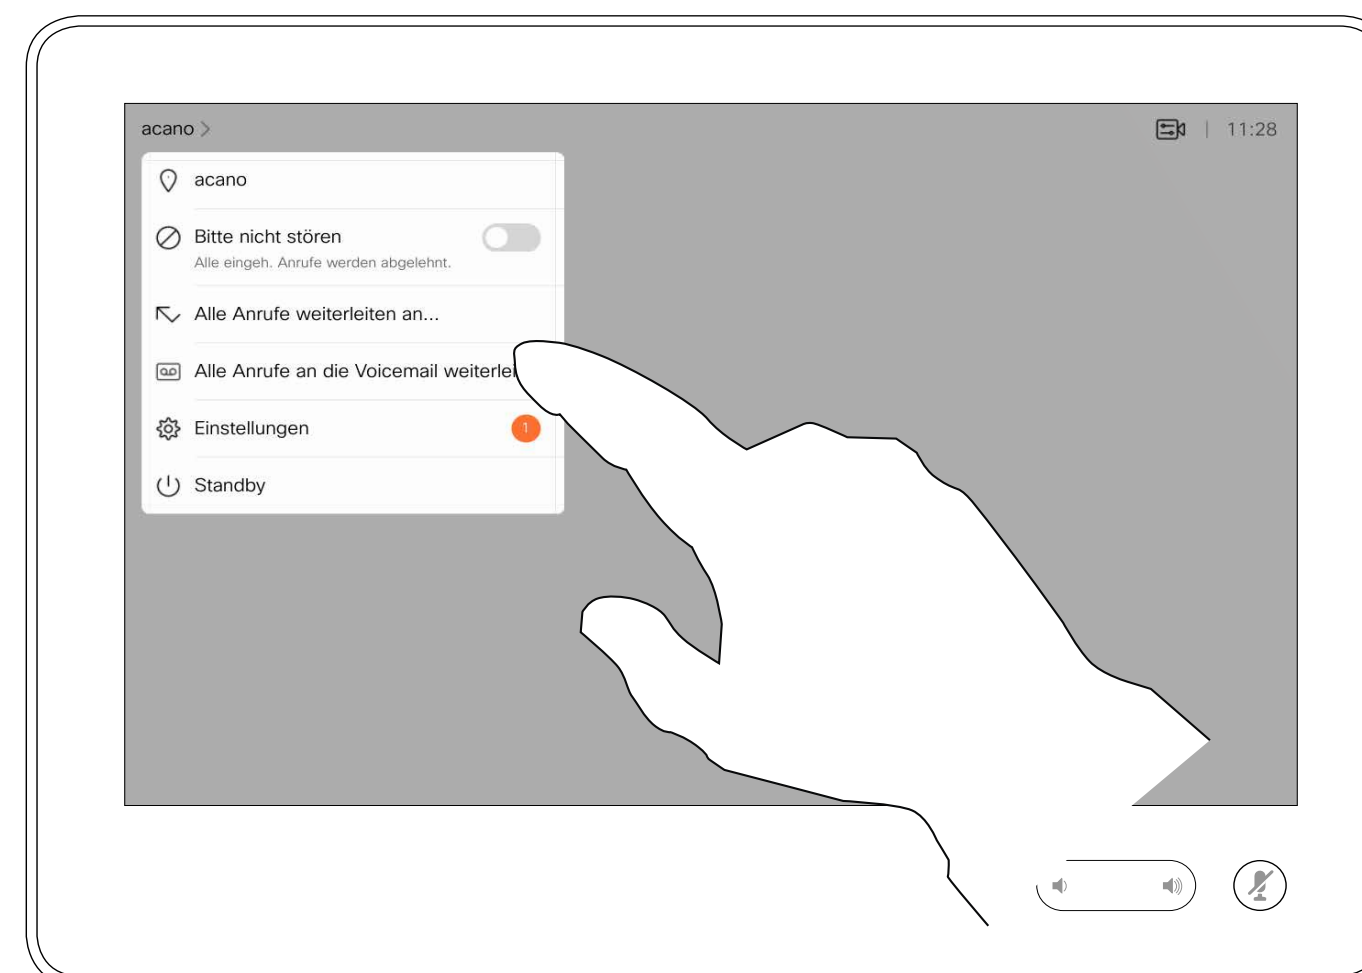 acano
11:28
acano
Bitte nicht stören
Alle eingeh. Anrufe werden abgelehnt.
Alle Anrufe weiterleiten an...
Alle Anrufe an die Voicemail
Einstellungen
1
Standby